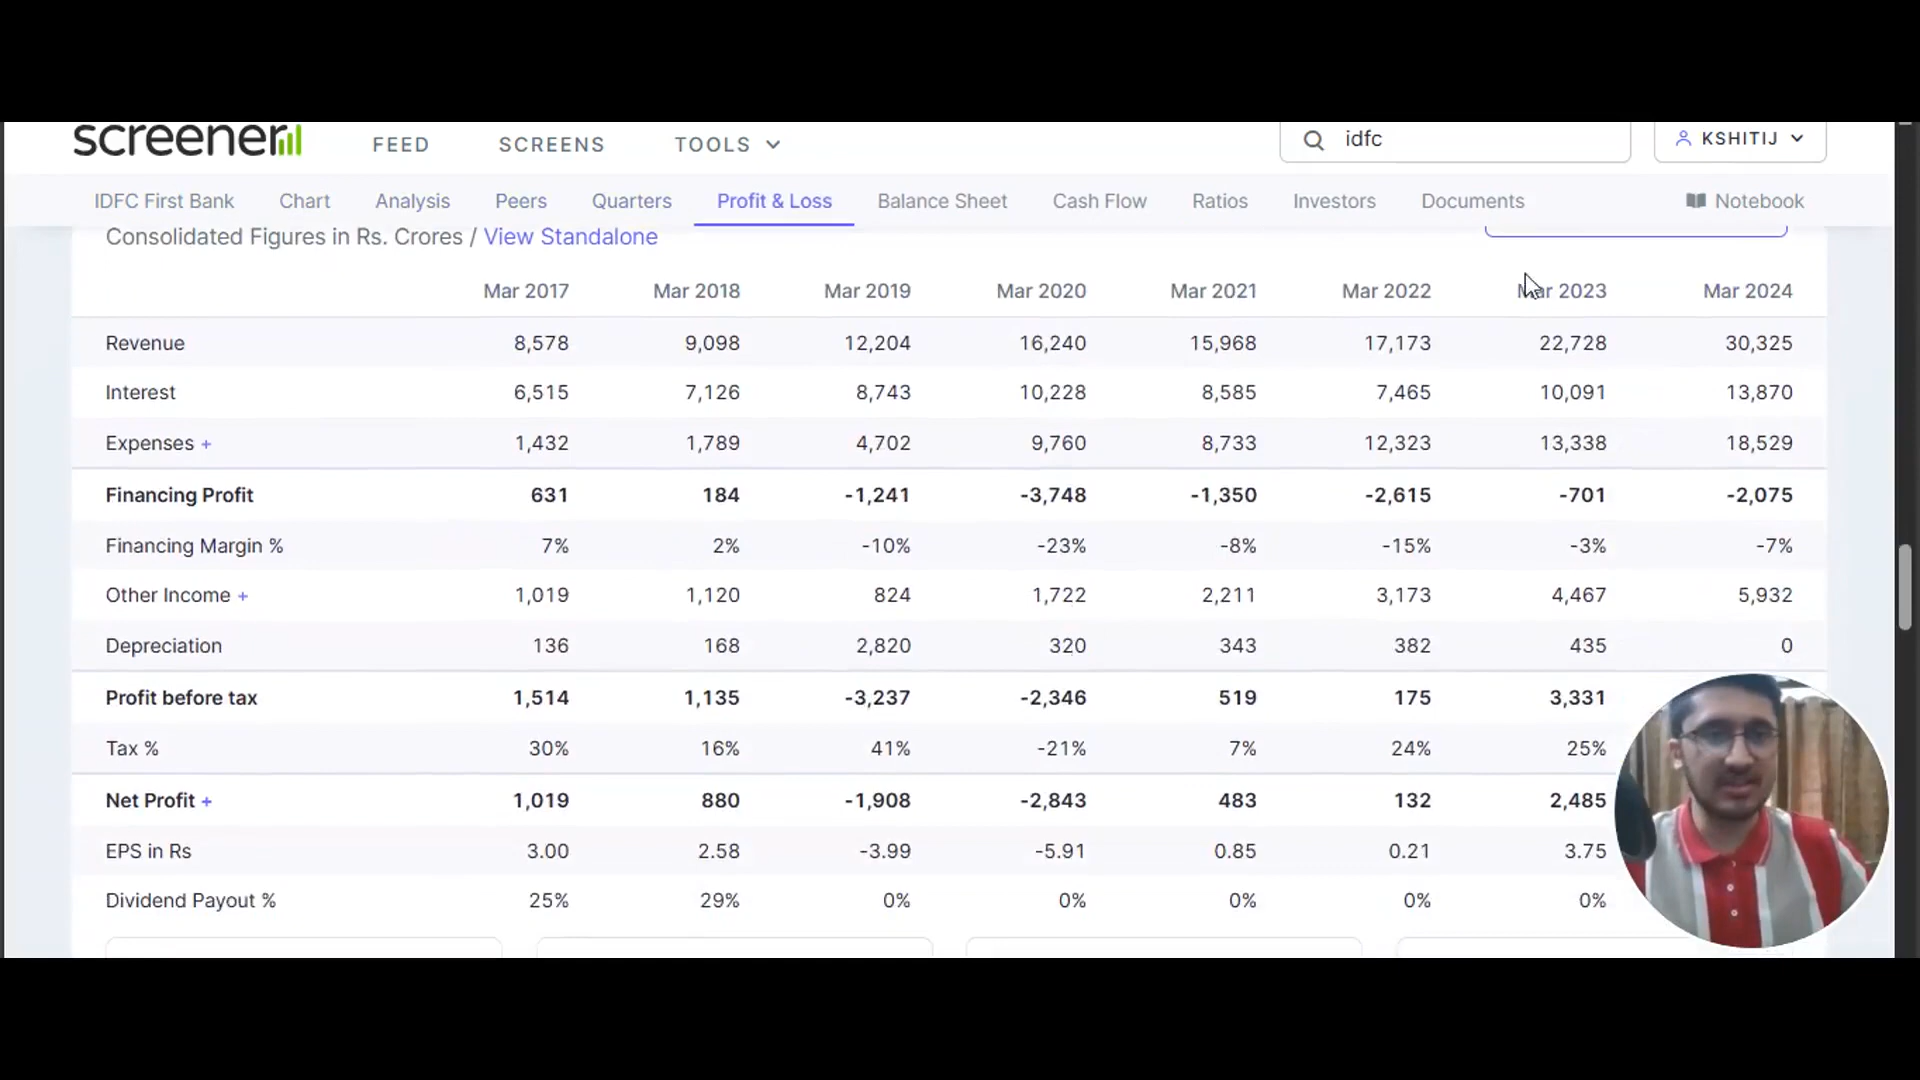 screener
FEED SCREENS TOOLS idfc KSHITIJ
IDFC First Bank Chart Analysis Peers Quarters Profit & Loss Balance Sheet Cash Flow Ratios Investors Documents Notebook
Consolidated Figures in Rs. Crores / View Standalone
Mar 2017 Mar 2018 Mar 2019 Mar 2020 Mar 2021 Mar 2022 Mar 2023 Mar 2024
Revenue 8,578 9,098 12,204 16,240 15,968 17,173 22,728 30,325
Interest 6,515 7,126 8,743 10,228 8,585 7,465 10,091 13,870
Expenses + 1,432 1,789 4,702 9,760 8,733 12,323 13,338 18,529
Financing Profit 631 184 -1,241 -3,748 -1,350 -2,615 -701 -2,075
Financing Margin % 7% 2% -10% -23% -8% -15% -3% -7%
Other Income + 1,019 1,120 824 1,722 2,211 3,173 4,467 5,932
Depreciation 136 168 2,820 320 343 382 435 0
Profit before tax 1,514 1,135 -3,237 -2,346 519 175 3,331
Tax % 30% 16% 41% -21% 7% 24% 25%
Net Profit + 1,019 880 -1,908 -2,843 483 132 2,485
EPS in Rs 3.00 2.58 -3.99 -5.91 0.85 0.21 3.75
Dividend Payout % 25% 29% 0% 0% 0% 0% 0%